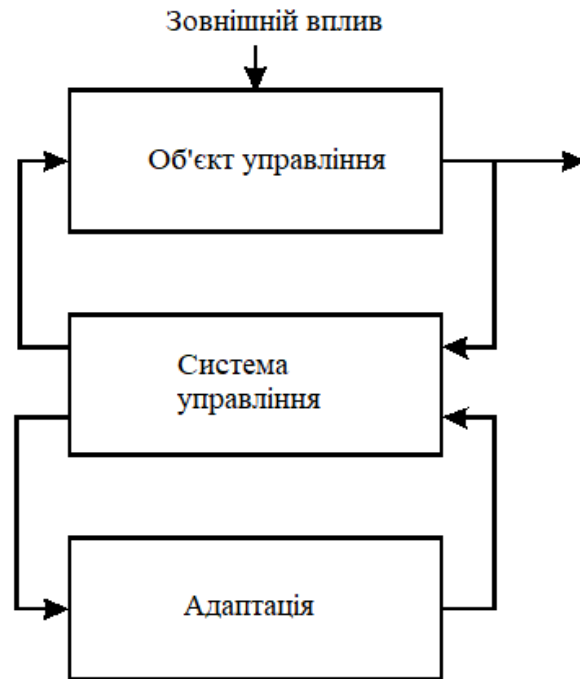 Зовнішній вплив
Об'єкт управління
Система
управління
Адаптація